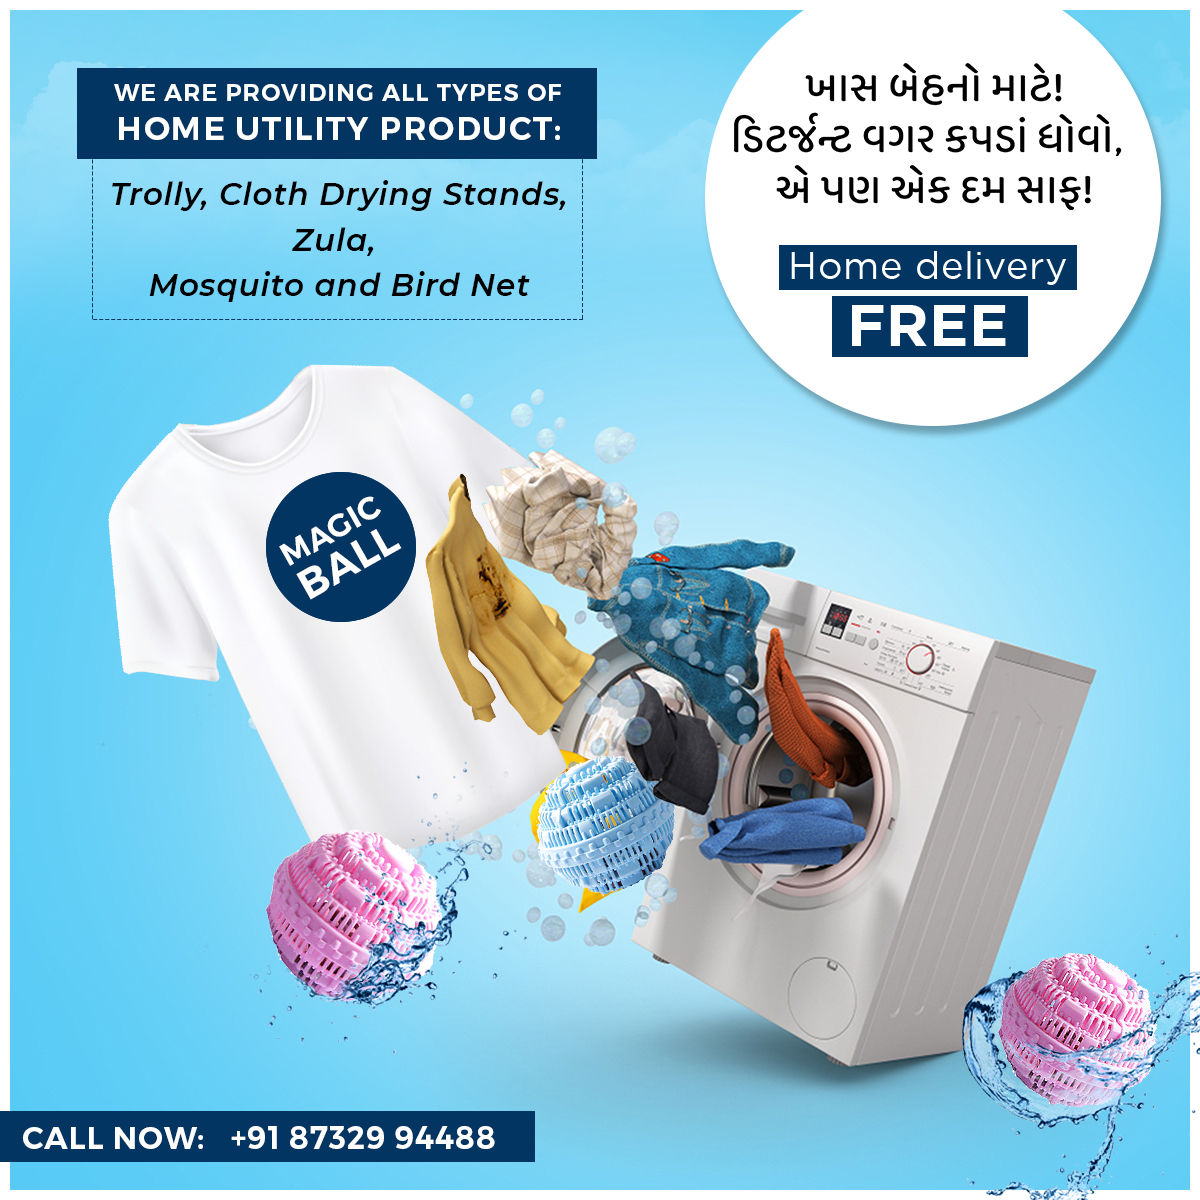 WE ARE PROVIDING ALL TYPES OF
HOME UTILITY PRODUCT:
Trolly, Cloth Drying Stands,
Zula,
Mosquito and Bird Net
ખાસ બેહનો માટે!
ડિટર્જન્ટ વગર કપડાં ધોવો,
એ પણ એક દમ સાફ!
Home delivery
FREE
MAGIC
BALL
CALL NOW: +91 87329 94488